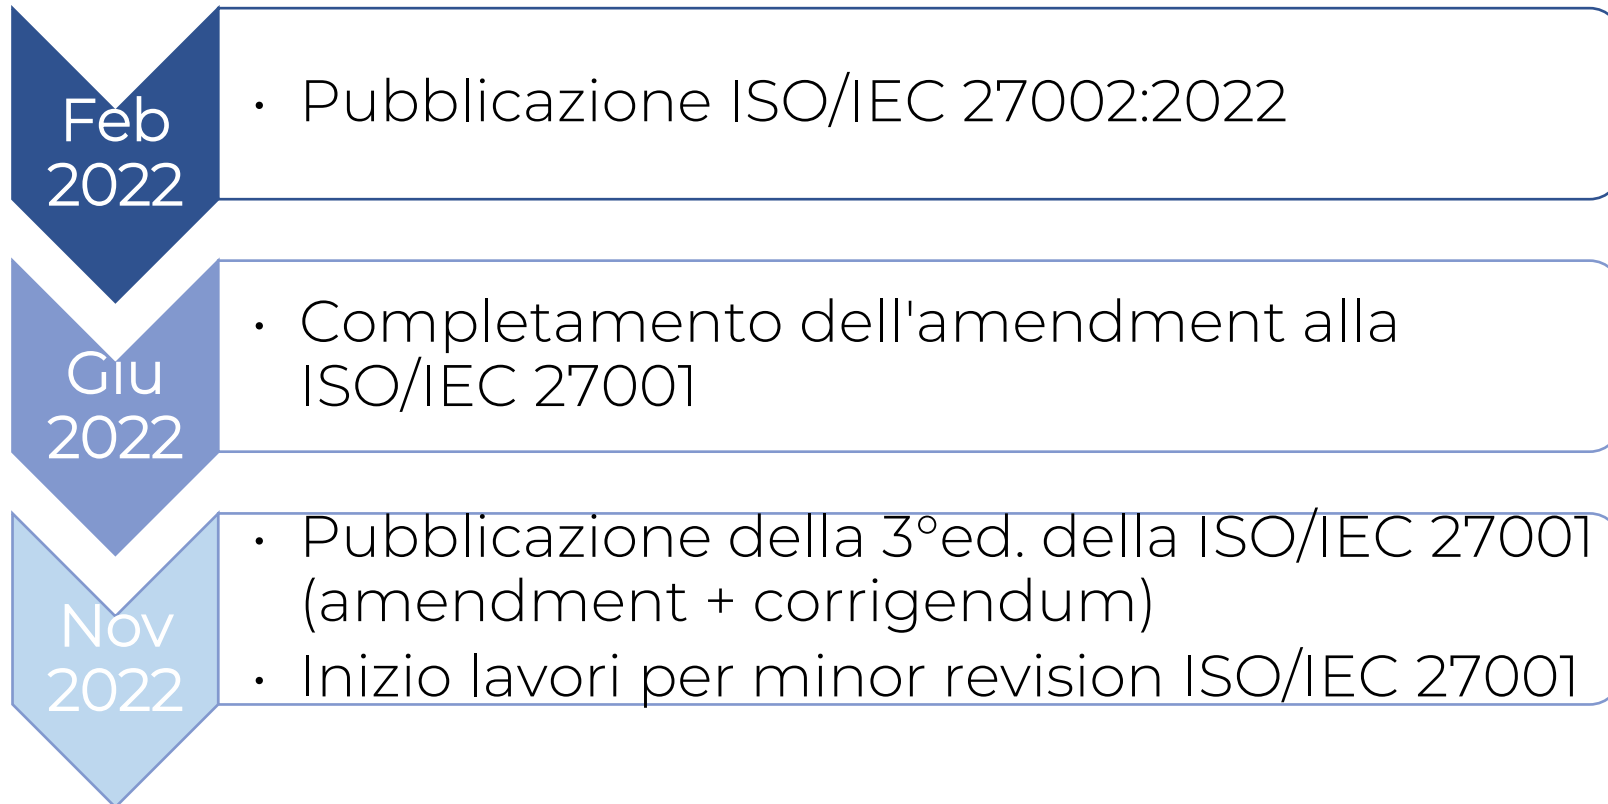 Feb
2022
• Pubblicazione ISO/IEC 27002:2022
Giu
2022
• Completamento dell'amendment alla
ISO/IEC 27001
Nov
2022
• Pubblicazione della 3°ed. della ISO/IEC 27001
(amendment + corrigendum)
• Inizio lavori per minor revision ISO/IEC 27001